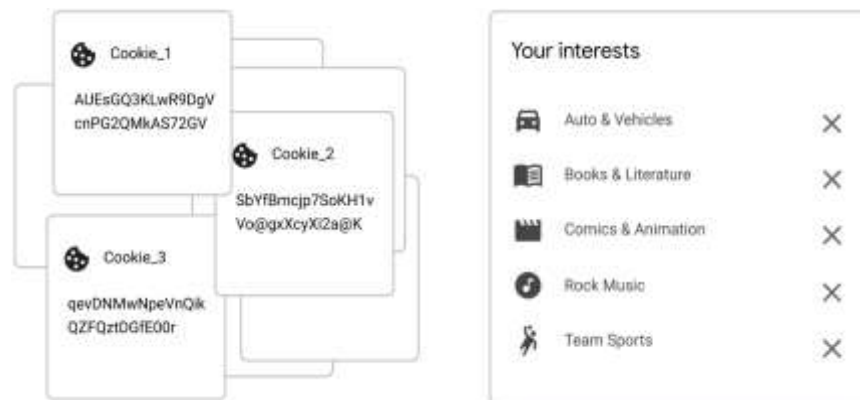 Cookie_1
AUEsGQ3KLwR9DgV
cnPG2QMkAS72GV
Cookie_2
SbYfBmcjp7SoKH1v
Vo@gxXcyXi2a@K
Cookie_3
qevDNMwNpeVnQik
QZFQztDGfE00r
Your interests
Auto & Vehicles
Books & Literature
Comics & Animation
Rock Music
Team Sports